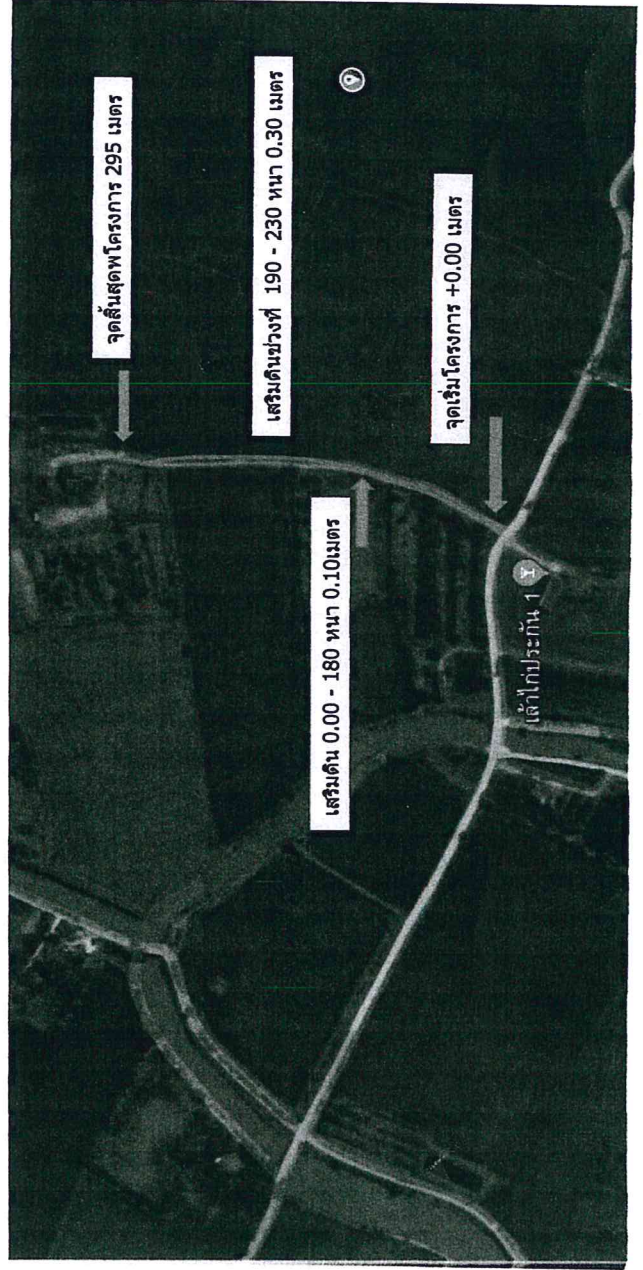 จุดสิ้นสุดพโครงการ 295 เมตร
เสริมดินช่วงที่ 190 - 230 หนา 0.30 เมตร
เสริมดิน 0.00 - 180 หนา 0.10เมตร
จุดเริ่มโครงการ +0.00 เมตร
เล้าไก่ประกัน 1